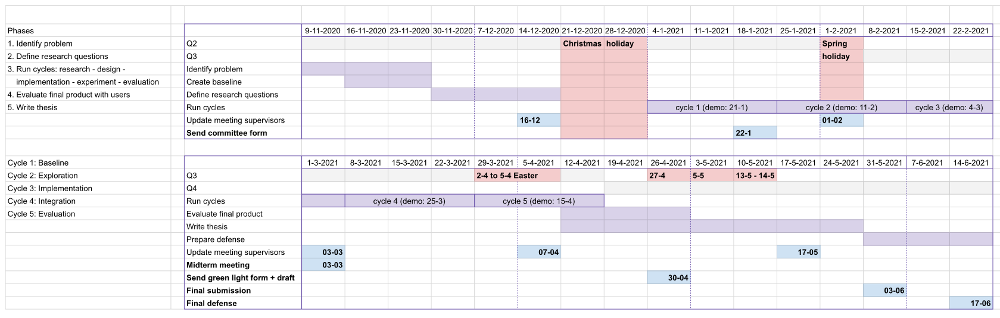 Phases 9-11-2020 16-11-2020 23-11-2020 30-11-2020 7-12-2020 14-12-2020 21-12-2020 28-12-2020 4-1-2021 11-1-2021 18-1-2021 25-1-2021 1-2-2021 8-2-2021 15-2-2021 22-2-2021
1. Identify problem Q2 Christmas holiday Spring
2. Define research questions Q3 holiday
3. Run cycles: research - design - Identify problem
implementation - experiment - evaluation Create baseline
4. Evaluate final product with users Define research questions
5. Write thesis Run cycles cycle 1 (demo: 21-1) cycle 2 (demo: 11-2) cycle 3 (demo: 4-3)
Update meeting supervisors 16-12 01-02
Send committee form 22-1
Cycle 1: Baseline 1-3-2021 8-3-2021 15-3-2021 22-3-2021 29-3-2021 5-4-2021 12-4-2021 19-4-2021 26-4-2021 3-5-2021 10-5-2021 17-5-2021 24-5-2021 31-5-2021 7-6-2021 14-6-2021
Cycle 2: Exploration Q3 2-4 to 5-4 Easter 27-4 5-5 13-5 - 14-5
Cycle 3: Implementation Q4
Cycle 4: Integration Run cycles cycle 4 (demo: 25-3) cycle 5 (demo: 15-4)
Cycle 5: Evaluation Evaluate final product
Write thesis
Prepare defense
Update meeting supervisors 03-03 07-04 17-05
Midterm meeting 03-03
Send green light form + draft 30-04
Final submission 03-06
Final defense 17-06